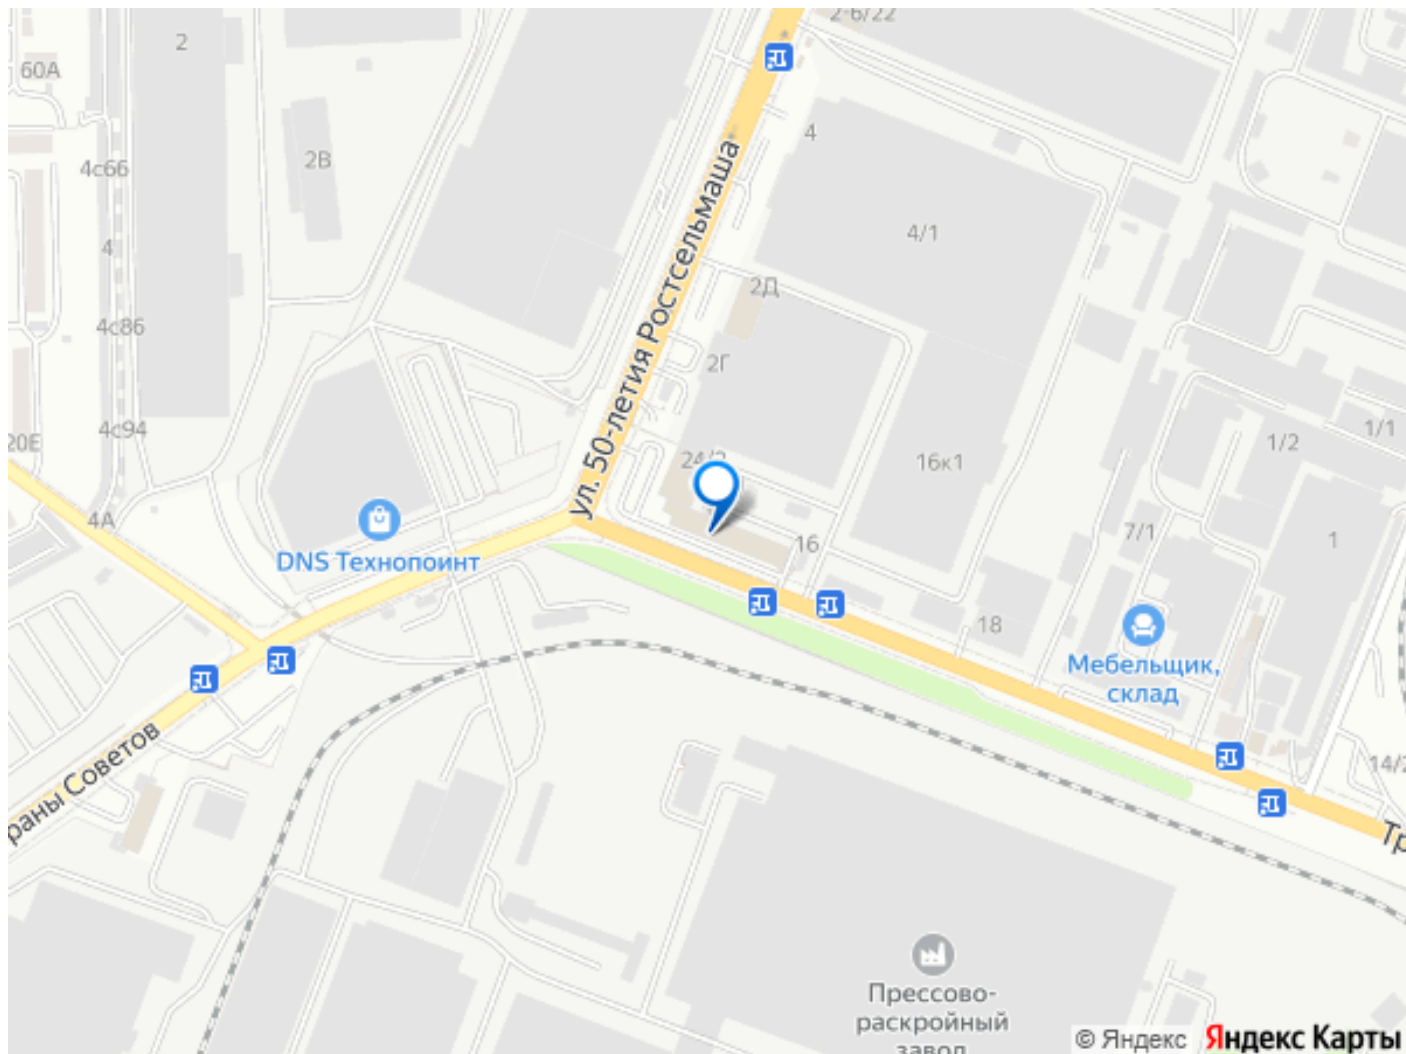 2-6/22
2
60А
4
4с66
2В
4/1
4
2Д
4с86
2Г
ул. 50-летия Ростсельмаша
4с94
20Е
1/1
1/2
16к1
4А
DNS Технопоинт
16
7/1
1
18
Мебельщик,
склад
раны Советов
14/2
Тр
Прессово-
раскройный
завод
© Яндекс
Яндекс Карты